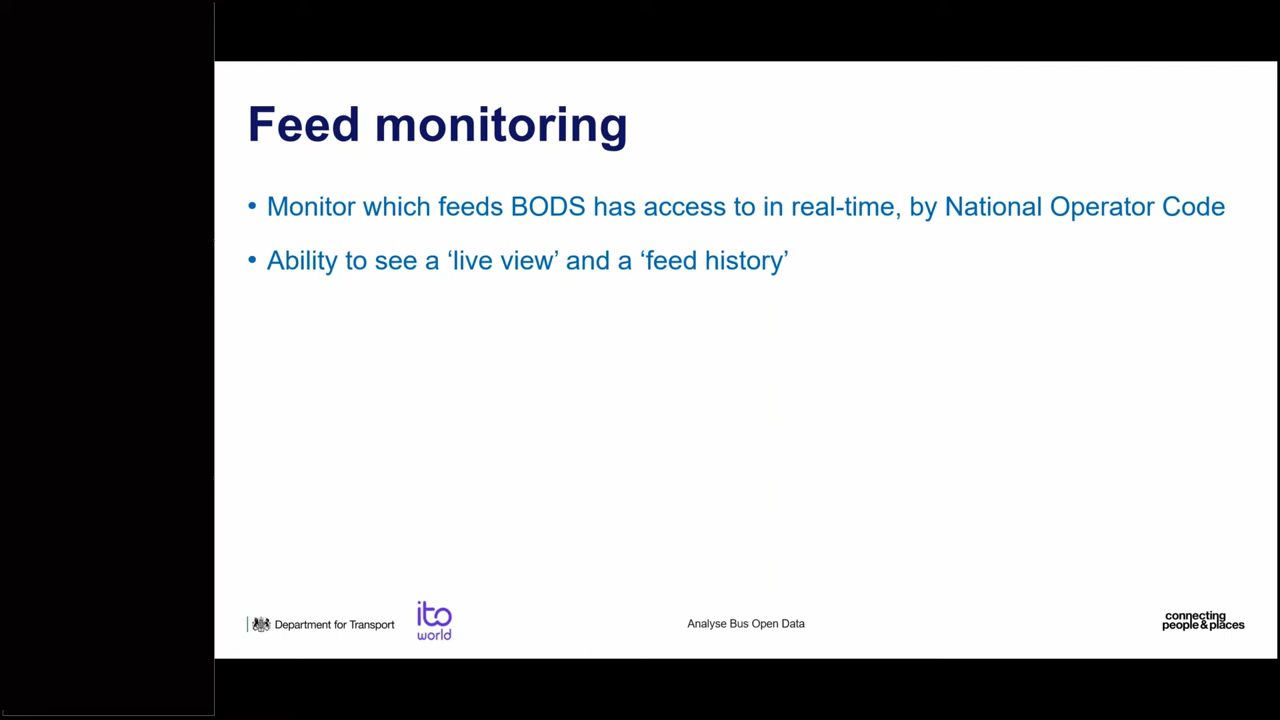 Feed monitoring
• Monitor which feeds BODS has access to in real-time, by National Operator Code
• Ability to see a ‘live view’ and a ‘feed history’
Department for Transport
ito
world
Analyse Bus Open Data
connecting
people&places